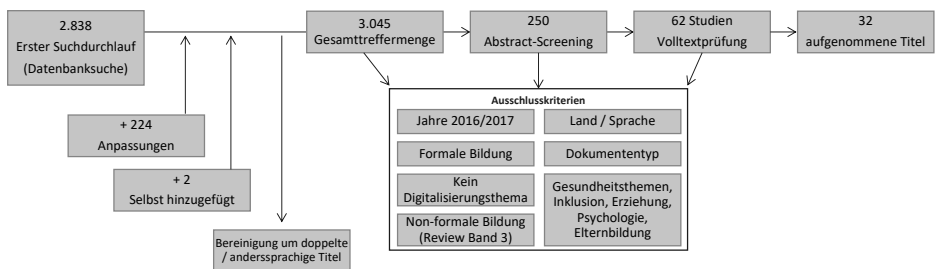 2.838
Erster Suchdurchlauf
(Datenbanksuche)
3.045
Gesamttreffermenge
250
Abstract-Screening
62 Studien
Volltextprüfung
32
aufgenommene Titel
+ 224
Anpassungen
+ 2
Selbst hinzugefügt
Bereinigung um doppelte
/ anderssprachige Titel
Ausschlusskriterien
Jahre 2016/2017
Land / Sprache
Formale Bildung
Dokumententyp
Kein
Digitalisierungsthema
Gesundheitsthemen,
Inklusion, Erziehung,
Psychologie,
Elternbildung
Non-formale Bildung
(Review Band 3)